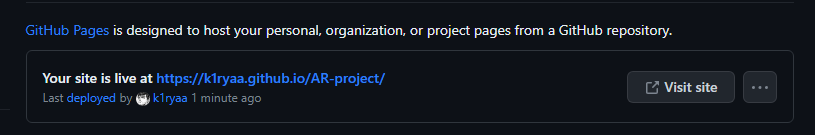 GitHub Pages is designed to host your personal, organization, or project pages from a GitHub repository.
Your site is live at https://k1ryaa.github.io/AR-project/
Last deployed by k1ryaa 1 minute ago
Visit site